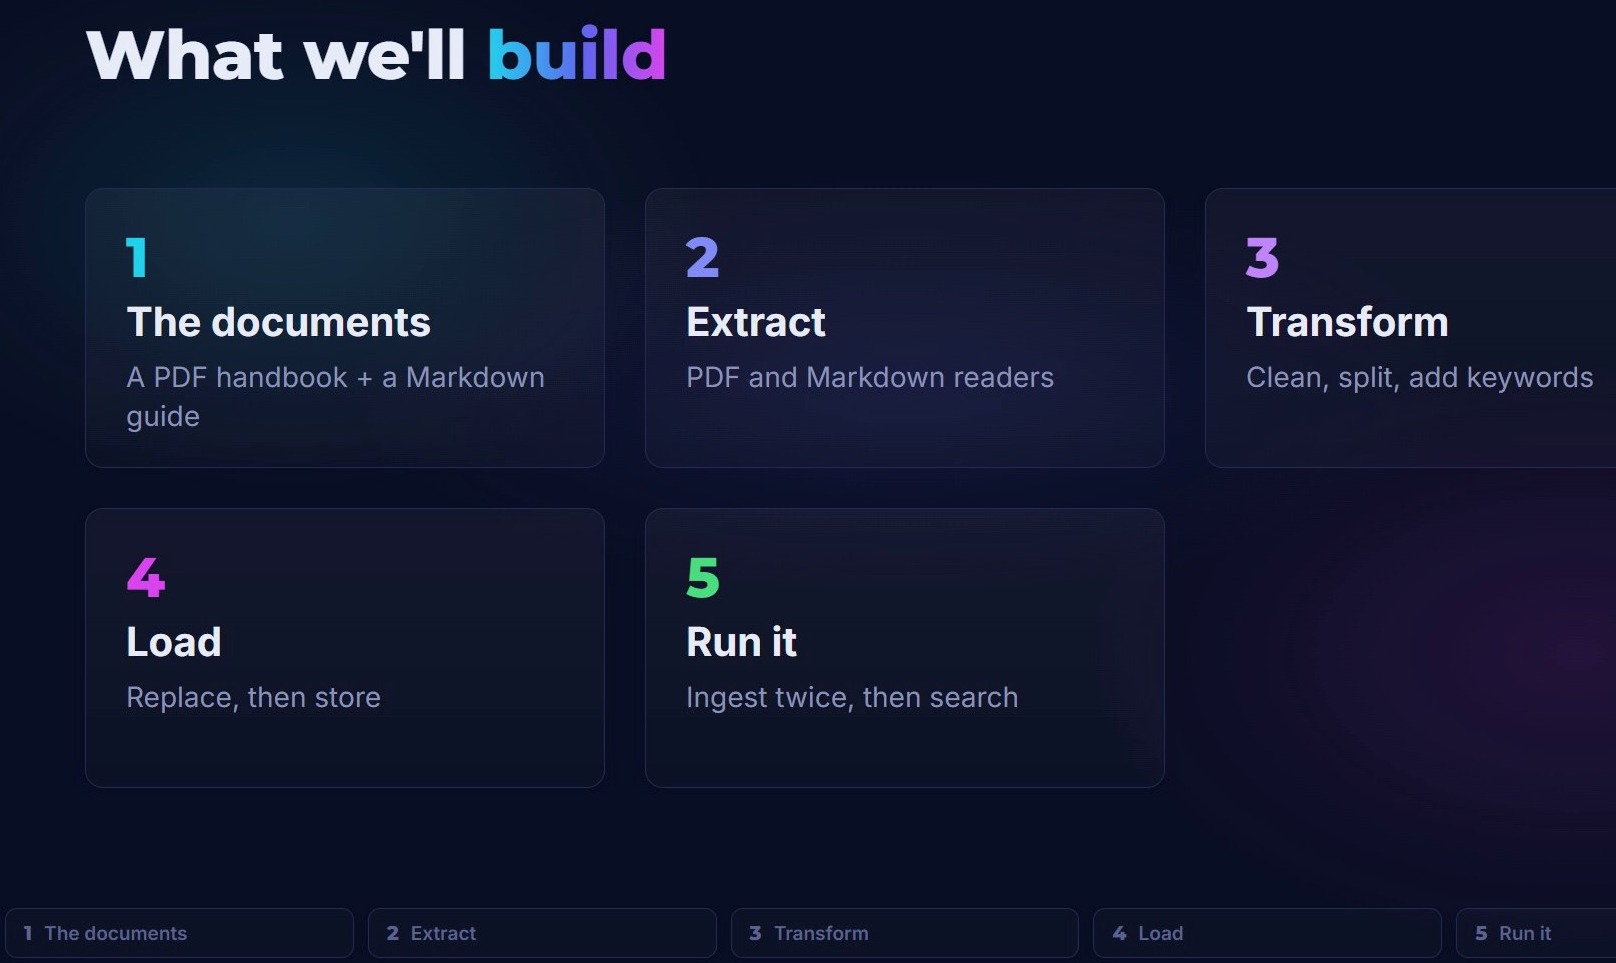 What we'll build
1
The documents
A PDF handbook + a Markdown
guide
2
Extract
PDF and Markdown readers
3
Transform
Clean, split, add keywords
4
Load
Replace, then store
5
Run it
Ingest twice, then search
1 The documents
2 Extract
3 Transform
4 Load
5 Run it